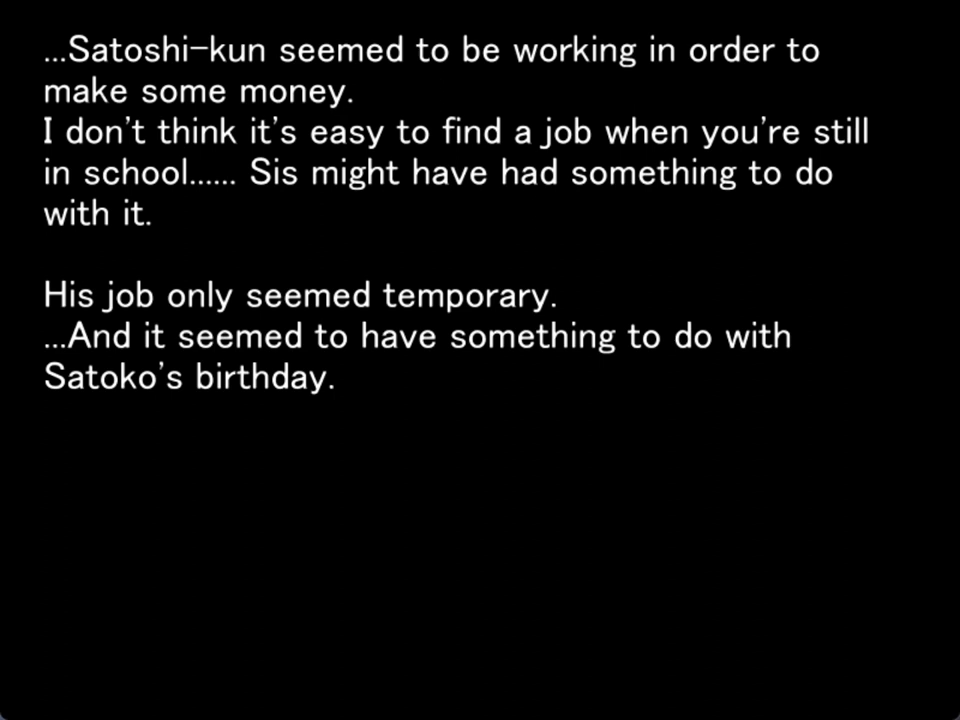 ...Satoshi-kun seemed to be working in order to
make some money.
I don't think it's easy to find a job when you're still
in school...... Sis might have had something to do
with it.
His job only seemed temporary.
...And it seemed to have something to do with
Satoko's birthday.